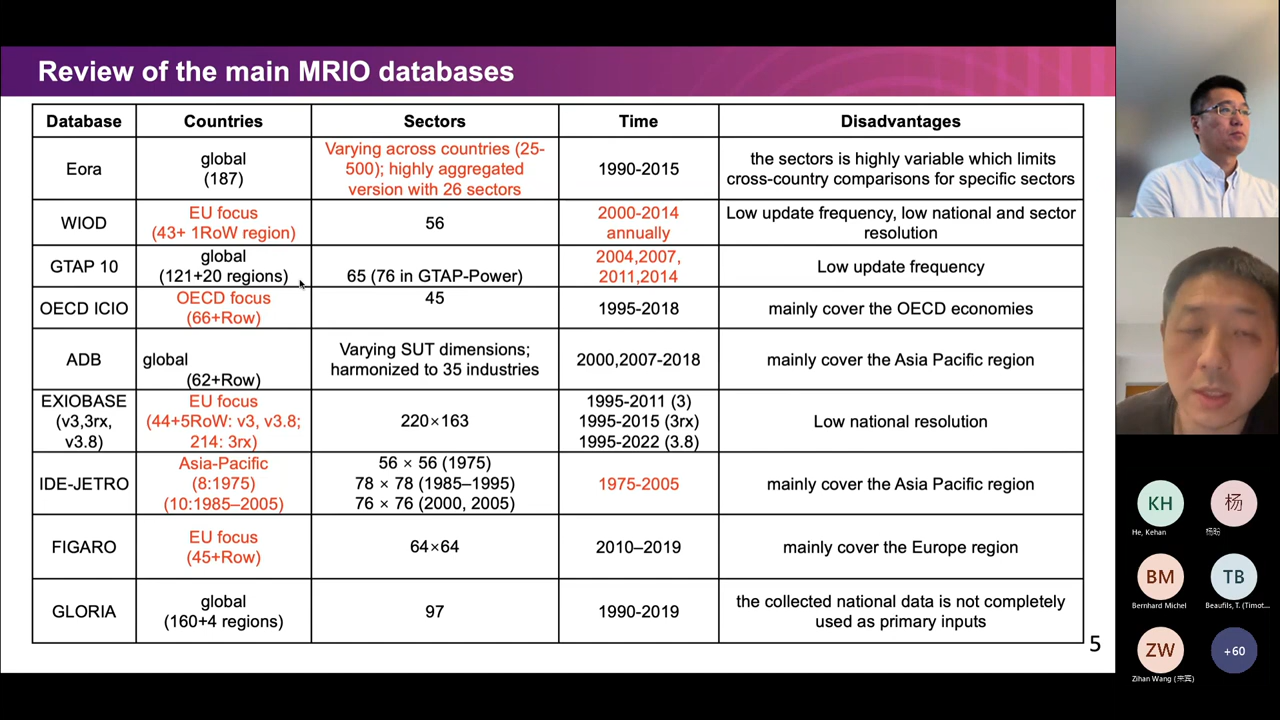 Review of the main MRIO databases
Database Countries Sectors Time Disadvantages
Eora
global
(187)
Varying across countries (25-
500); highly aggregated
version with 26 sectors
1990-2015
the sectors is highly variable which limits
cross-country comparisons for specific sectors
WIOD
EU focus
(43+ 1RoW region)
56
2000-2014
annually
Low update frequency, low national and sector
resolution
GTAP 10
global
(121+20 regions)
65 (76 in GTAP-Power)
2004,2007,
2011,2014
Low update frequency
OECD ICIO
OECD focus
(66+Row)
45
1995-2018
mainly cover the OECD economies
ADB
global
(62+Row)
Varying SUT dimensions;
harmonized to 35 industries
2000,2007-2018
mainly cover the Asia Pacific region
EXIOBASE
(v3,3rx,
v3.8)
EU focus
(44+5RoW: v3, v3.8;
214: 3rx)
220×163
1995-2011 (3)
1995-2015 (3rx)
1995-2022 (3.8)
Low national resolution
IDE-JETRO
Asia-Pacific
(8:1975)
(10:1985–2005)
56 × 56 (1975)
78 × 78 (1985–1995)
76 × 76 (2000, 2005)
1975-2005
mainly cover the Asia Pacific region
FIGARO
EU focus
(45+Row)
64×64
2010–2019
mainly cover the Europe region
GLORIA
global
(160+4 regions)
97
1990-2019
the collected national data is not completely
used as primary inputs
5
KH
He, Kehan
杨
BM
Bernhard Michel
TB
Beaufils, T. (Timot...
ZW
Zihan Wang (
+60